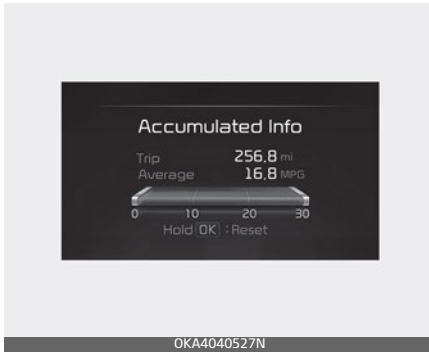 Accumulated Info
Trip 256.8 mi
Average 16.8 MPG
0 10 20 30
Hold OK : Reset
OKA4040527N